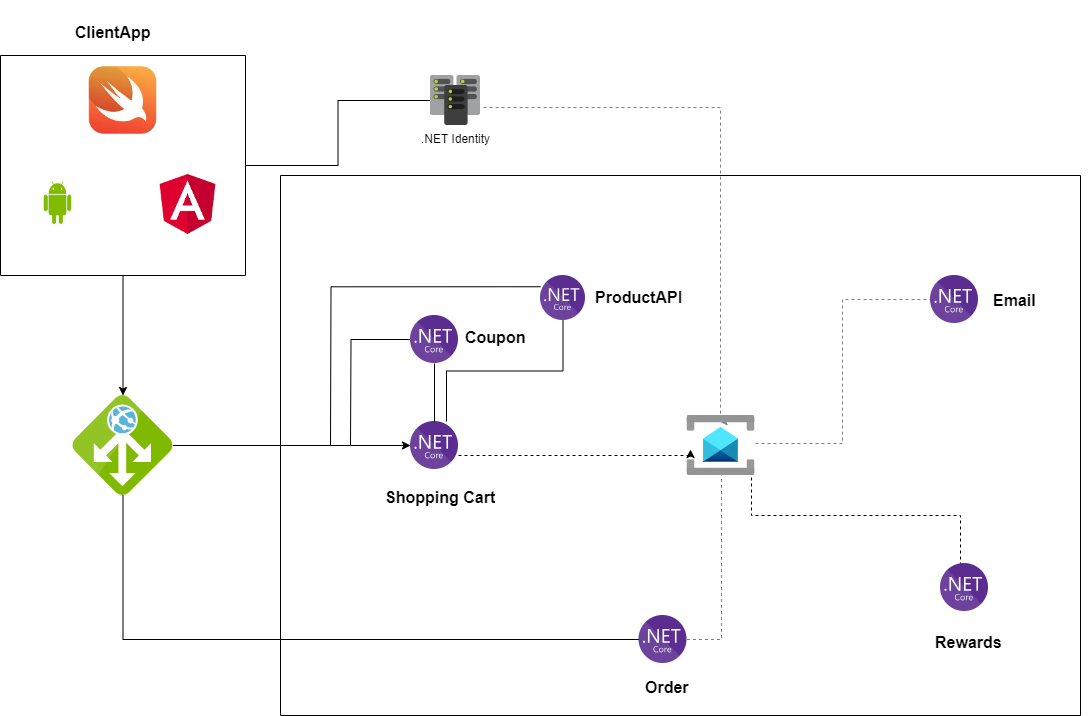 ClientApp
.NET Identity
.NET
Core
ProductAPI
.NET
Core
Email
.NET
Core
Coupon
.NET
Core
Shopping Cart
.NET
Core
Rewards
.NET
Core
Order